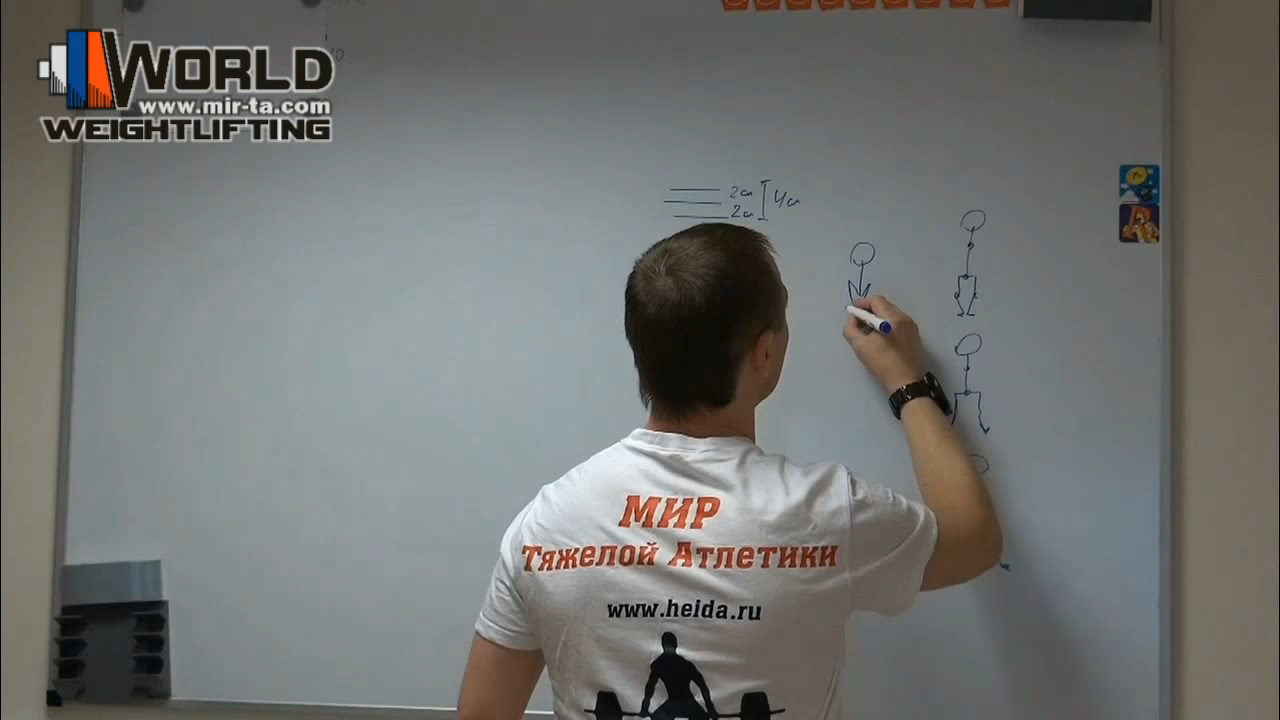 WORLD
www.mir-ta.com
WEIGHTLIFTING
2см
4см
2см
МИР
Тяжелой Атлетики
www.heida.ru